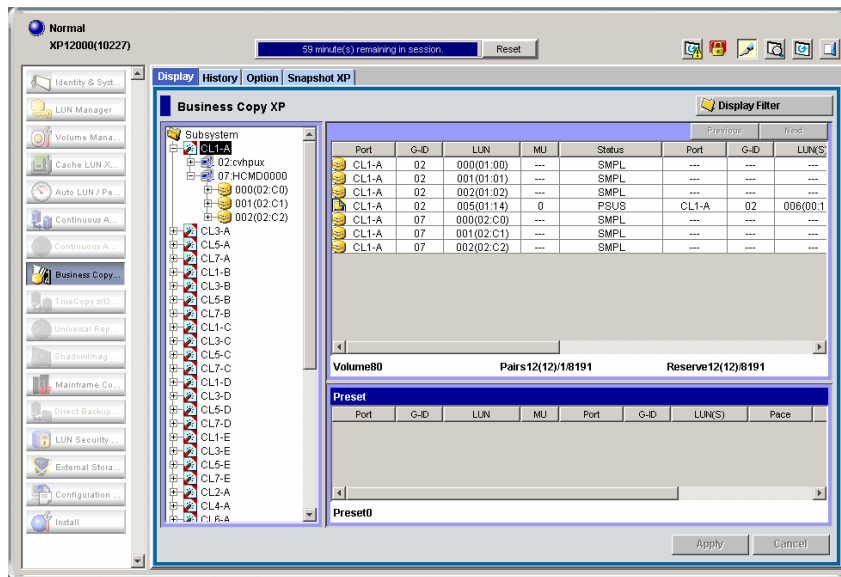 Normal
XP12000(10227)
59 minute(s) remaining in session.
Reset
Identity & Syst...
LUN Manager
Volume Mana...
Cache LUN X...
Auto LUN / Pe...
Continuous A...
Continuous A...
Business Copy...
TrueCopy z/O...
Universal Rep...
ShadowImag...
Mainframe Co...
Direct Backup...
LUN Security ...
External Stora...
Configuration ...
Install
Display History Option Snapshot XP
Business Copy XP
Display Filter
Subsystem
CL1-A
02:cvhpux
07:HCMD0000
000(02:C0)
001(02:C1)
002(02:C2)
CL3-A
CL5-A
CL7-A
CL1-B
CL3-B
CL5-B
CL7-B
CL1-C
CL3-C
CL5-C
CL7-C
CL1-D
CL3-D
CL5-D
CL7-D
CL1-E
CL3-E
CL5-E
CL7-E
CL2-A
CL4-A
CL6-A
Previous Next
Port G-ID LUN MU Status Port G-ID LUN(S)
CL1-A 02 000(01:00) --- SMPL --- --- ---
CL1-A 02 001(01:01) --- SMPL --- --- ---
CL1-A 02 002(01:02) --- SMPL --- --- ---
CL1-A 02 005(01:14) 0 PSUS CL1-A 02 006(00:1
CL1-A 07 000(02:C0) --- SMPL --- --- ---
CL1-A 07 001(02:C1) --- SMPL --- --- ---
CL1-A 07 002(02:C2) --- SMPL --- --- ---
Volume80 Pairs12(12)/1/8191 Reserve12(12)/8191
Preset
Port G-ID LUN MU Port G-ID LUN(S) Pace
Preset0
Apply Cancel